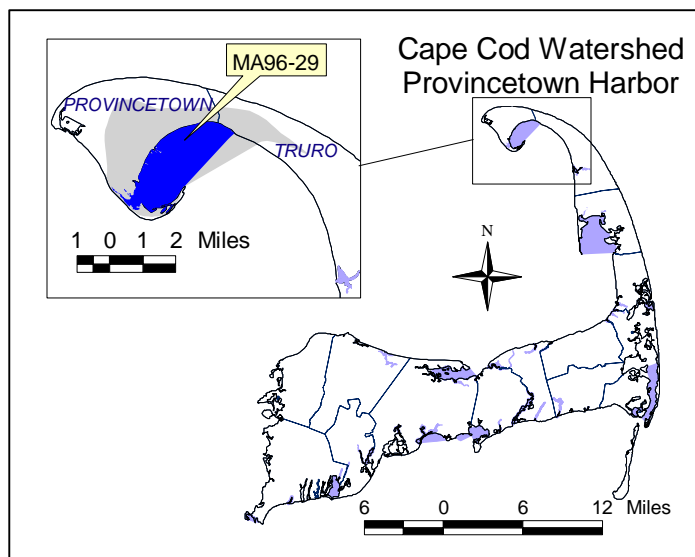 Cape Cod Watershed
Provincetown Harbor
MA96-29
PROVINCETOWN
TRURO
1 0 1 2 Miles
N
6 0 6 12 Miles